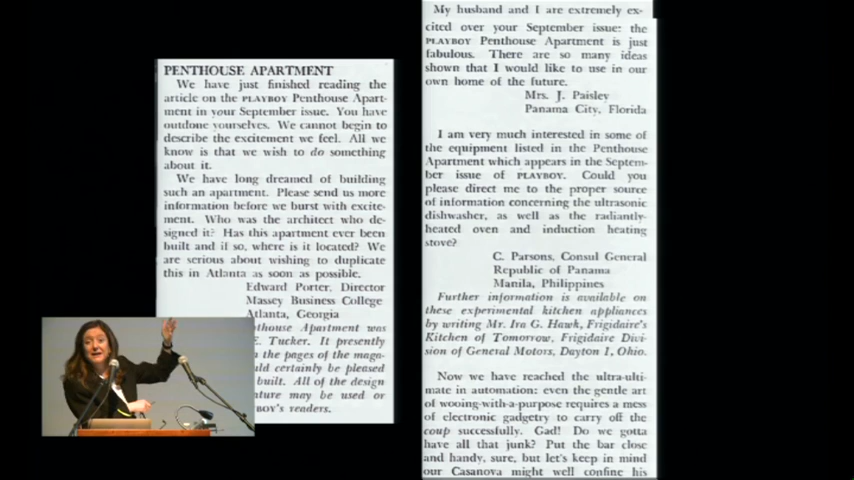 PENTHOUSE APARTMENT
We have just finished reading the
article on the PLAYBOY Penthouse Apart-
ment in your September issue. You have
outdone yourselves. We cannot begin to
describe the excitement we feel. All we
know is that we wish to do something
about it.
We have long dreamed of building
such an apartment. Please send us more
information before we burst with excite-
ment. Who was the architect who de-
signed it? Has this apartment ever been
built and if so, where is it located? We
are serious about wishing to duplicate
this in Atlanta as soon as possible.
Edward Porter, Director
Massey Business College
Atlanta, Georgia
thouse Apartment was
E. Tucker. It presently
the pages of the maga-
uld certainly be pleased
built. All of the design
ature may be used or
BOY's readers.
My husband and I are extremely ex-
cited over your September issue: the
PLAYBOY Penthouse Apartment is just
fabulous. There are so many ideas
shown that I would like to use in our
own home of the future.
Mrs. J. Paisley
Panama City, Florida
I am very much interested in some of
the equipment listed in the Penthouse
Apartment which appears in the Septem-
ber issue of PLAYBOY. Could you
please direct me to the proper source
of information concerning the ultrasonic
dishwasher, as well as the radiantly-
heated oven and induction heating
stove?
C. Parsons, Consul General
Republic of Panama
Manila, Philippines
Further information is available on
these experimental kitchen appliances
by writing Mr. Ira G. Hawk, Frigidaire's
Kitchen of Tomorrow, Frigidaire Divi-
sion of General Motors, Dayton 1, Ohio.
Now we have reached the ultra-ulti-
mate in automation: even the gentle art
of wooing-with-a-purpose requires a mess
of electronic gadgetry to carry off the
coup successfully. Gad! Do we gotta
have all that junk? Put the bar close
and handy, sure, but let's keep in mind
our Casanova might well confine his